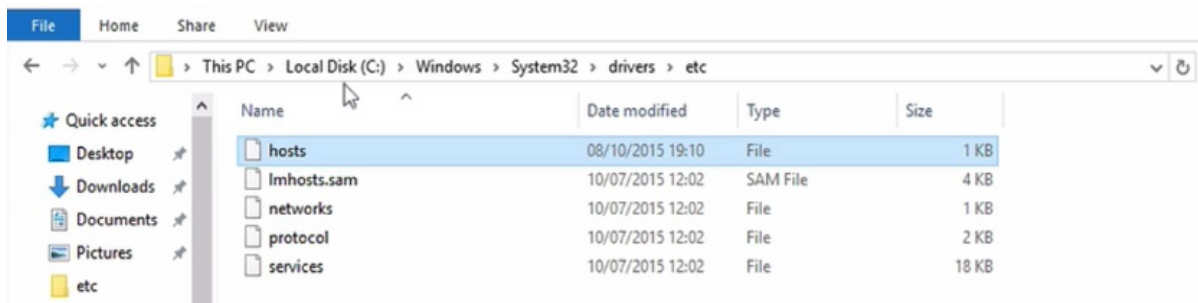 File Home Share View
This PC > Local Disk (C:) > Windows > System32 > drivers > etc
Quick access
Desktop
Downloads
Documents
Pictures
etc
Name Date modified Type Size
hosts 08/10/2015 19:10 File 1 KB
lmhosts.sam 10/07/2015 12:02 SAM File 4 KB
networks 10/07/2015 12:02 File 1 KB
protocol 10/07/2015 12:02 File 2 KB
services 10/07/2015 12:02 File 18 KB